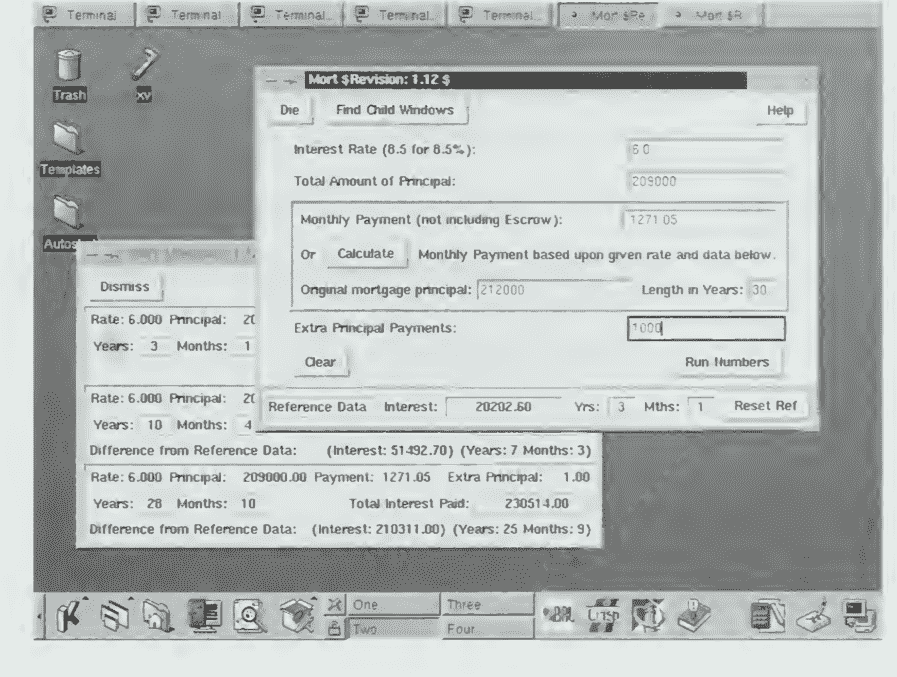 Terminal Terminal Terminal.. Terminal.. Terminal.. Mort $Re Mort $R
Trash xv
Templates
Mort $Revision: 1.12 $
Die Find Child Windows Help
Interest Rate (8.5 for 8.5%): 6.0
Total Amount of Principal: 209000
Monthly Payment (not including Escrow): 1271.05
Or Calculate Monthly Payment based upon given rate and data below.
Original mortgage principal: 212000 Length in Years: 30
Extra Principal Payments: 1000
Clear Run Numbers
Reference Data Interest: 20202.60 Yrs: 3 Mths: 1 Reset Ref
Dismiss
Rate: 6.000 Principal: 20
Years: 3 Months: 1
Rate: 6.000 Principal: 20
Years: 10 Months: 4
Difference from Reference Data: (Interest: 51492.70) (Years: 7 Months: 3)
Rate: 6.000 Principal: 209000.00 Payment: 1271.05 Extra Principal: 1.00
Years: 28 Months: 10 Total Interest Paid: 230514.00
Difference from Reference Data: (Interest: 210311.00) (Years: 25 Months: 9)
One Three
Two Four